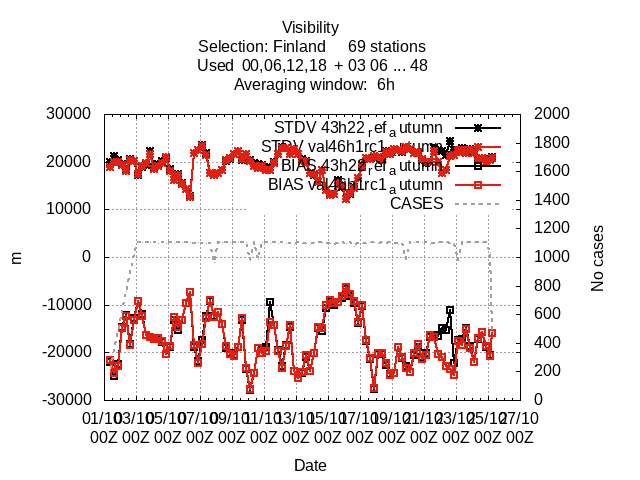 Visibility
Selection: Finland 69 stations
Used 00,06,12,18 + 03 06 ... 48
Averaging window: 6h
30000
20000
10000
0
-10000
-20000
-30000
m
2000
1800
1600
1400
1200
1000
800
600
400
200
0
No cases
STDV 43h22_ref_autumn
STDV val46h1rc1_autumn
BIAS 43h22_ref_autumn
BIAS val46h1rc1_autumn
CASES
01/10 03/10 05/10 07/10 09/10 11/10 13/10 15/10 17/10 19/10 21/10 23/10 25/10 27/10
00Z 00Z 00Z 00Z 00Z 00Z 00Z 00Z 00Z 00Z 00Z 00Z 00Z 00Z
Date